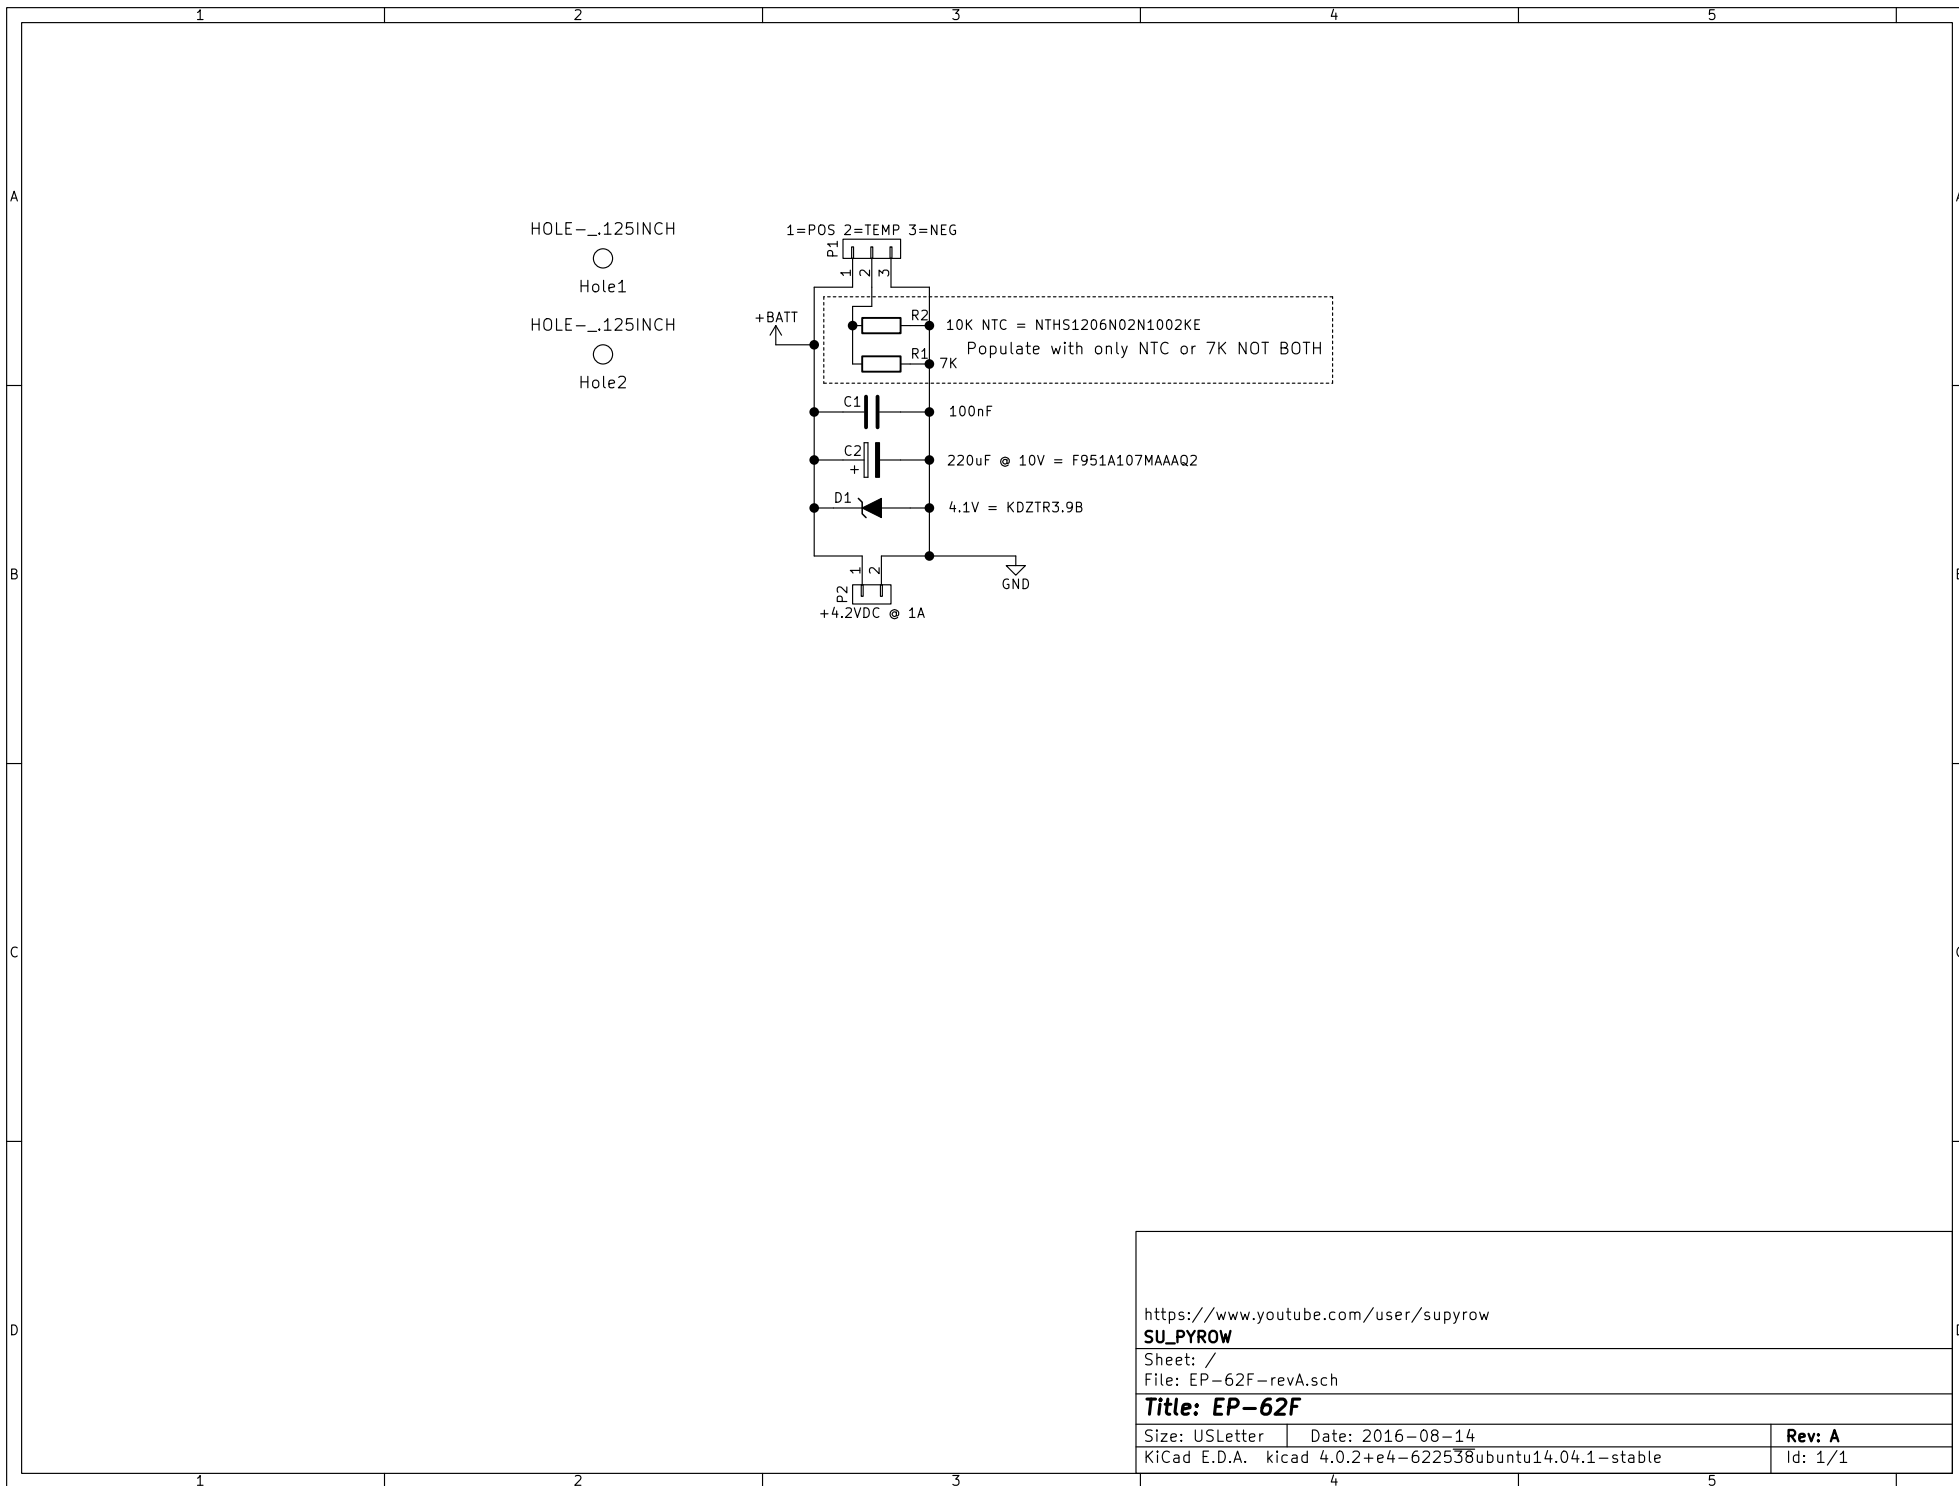 1 2 3 4 5
A A
HOLE-_.125INCH
Hole1
HOLE-_.125INCH
Hole2
1=POS 2=TEMP 3=NEG
P1
1 2 3
+BATT
R2 10K NTC = NTHS1206N02N1002KE
Populate with only NTC or 7K NOT BOTH
R1 7K
C1 100nF
C2 220uF @ 10V = F951A107MAAAQ2
+
D1 4.1V = KDZTR3.9B
B
1 2
GND
P2
+4.2VDC @ 1A
C
D
https://www.youtube.com/user/supyrow
SU_PYROW
Sheet: /
File: EP-62F-revA.sch
Title: EP-62F
Size: USLetter Date: 2016-08-14 Rev: A
KiCad E.D.A. kicad 4.0.2+e4-622538ubuntu14.04.1-stable Id: 1/1
1 2 3 4 5